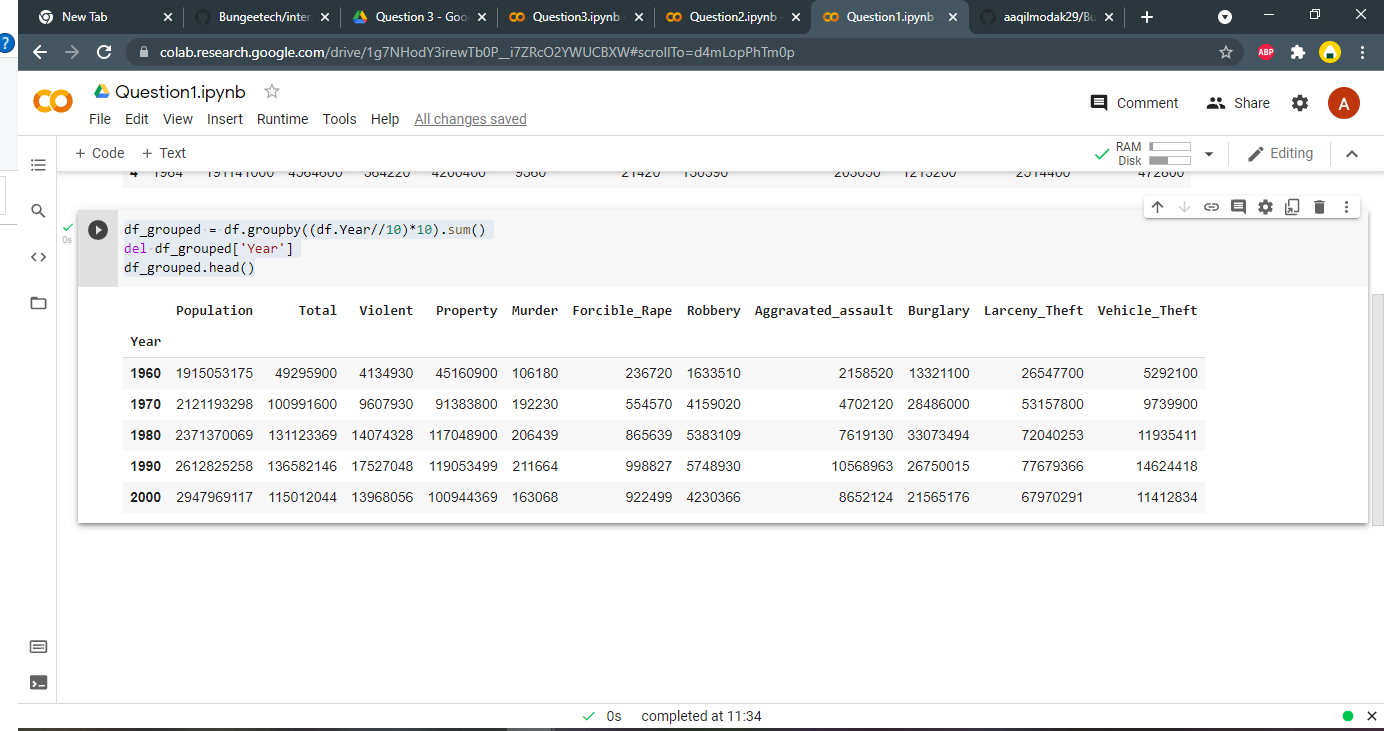 New Tab
Bungeetech/inter
Question 3 - Goo
Question3.ipynb
Question2.ipynb
Question1.ipynb
aaqilmodak29/Bu
colab.research.google.com/drive/1g7NHodY3irewTb0P__i7ZRcO2YWUCBXW#scrollTo=d4mLopPhTm0p
ABP
?
Question1.ipynb
Comment
Share
A
File Edit View Insert Runtime Tools Help All changes saved
+ Code + Text
RAM
Disk
Editing
4 1964 191141000 4564600 364220 4200400 9360 21420 130390 203050 1213200 2514400 472800
0s
df_grouped = df.groupby((df.Year//10)*10).sum()
del df_grouped['Year']
df_grouped.head()
Population Total Violent Property Murder Forcible_Rape Robbery Aggravated_assault Burglary Larceny_Theft Vehicle_Theft
Year
1960 1915053175 49295900 4134930 45160900 106180 236720 1633510 2158520 13321100 26547700 5292100
1970 2121193298 100991600 9607930 91383800 192230 554570 4159020 4702120 28486000 53157800 9739900
1980 2371370069 131123369 14074328 117048900 206439 865639 5383109 7619130 33073494 72040253 11935411
1990 2612825258 136582146 17527048 119053499 211664 998827 5748930 10568963 26750015 77679366 14624418
2000 2947969117 115012044 13968056 100944369 163068 922499 4230366 8652124 21565176 67970291 11412834
0s completed at 11:34